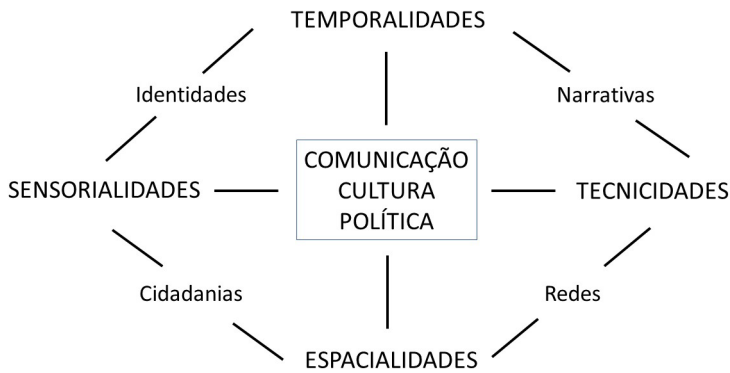 TEMPORALIDADES
Identidades
Narrativas
COMUNICAÇÃO
CULTURA
POLÍTICA
SENSORIALIDADES
TECNICIDADES
Cidadanias
Redes
ESPACIALIDADES